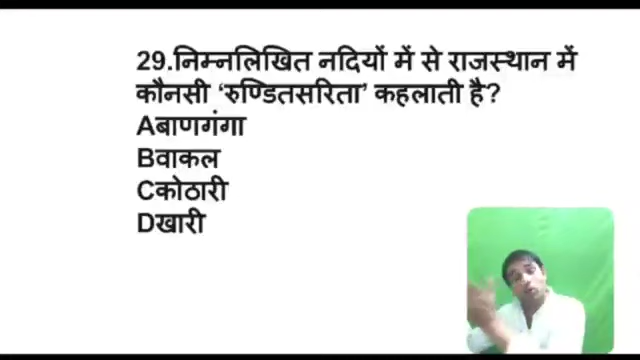 29.निम्नलिखित नदियों में से राजस्थान में
कौनसी ‘रुण्डितसरिता’ कहलाती है?
Aबाणगंगा
Bवाकल
Cकोठारी
Dखारी